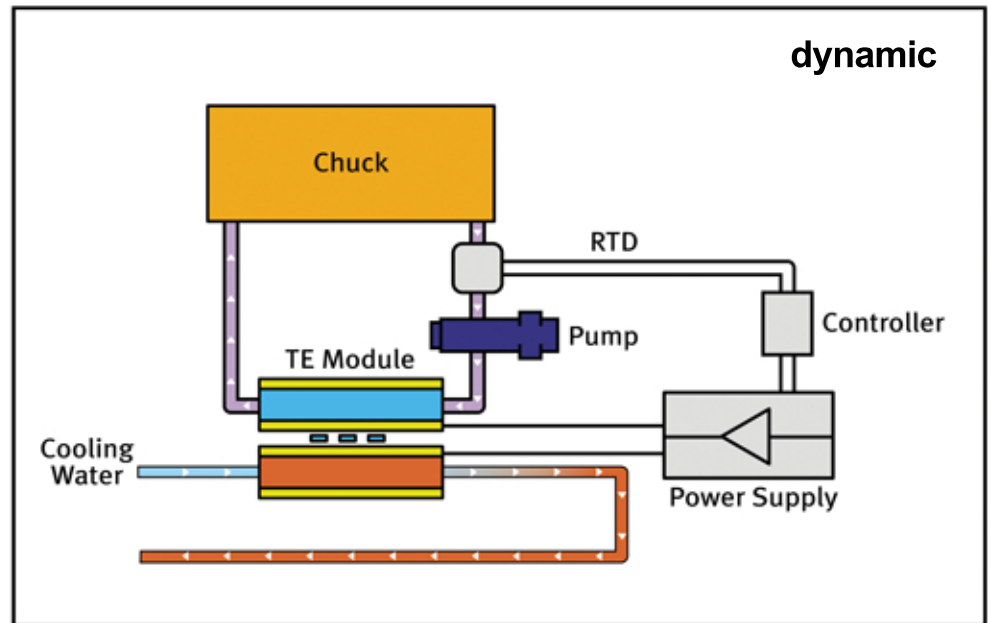 dynamic
Chuck
RTD
Controller
Pump
TE Module
Cooling
Water
Power Supply